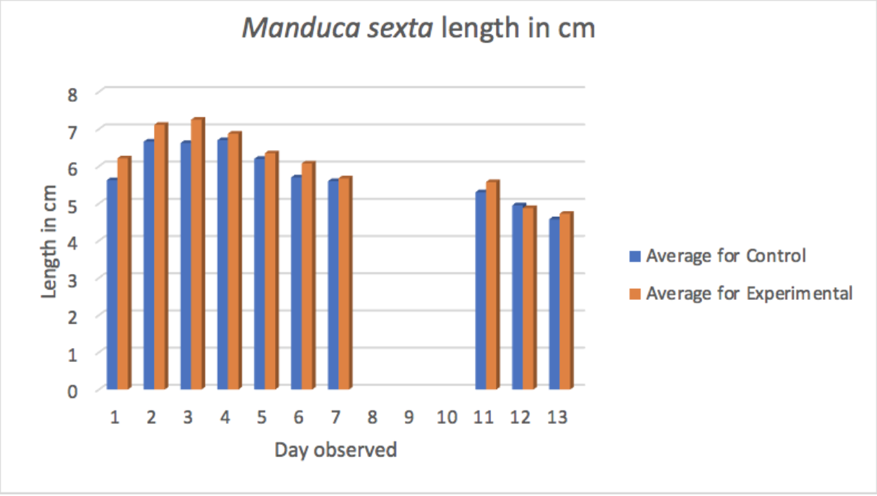 Manduca sexta length in cm
8
7
6
5
4
3
2
1
0
Length in cm
1 2 3 4 5 6 7 8 9 10 11 12 13
Day observed
Average for Control
Average for Experimental